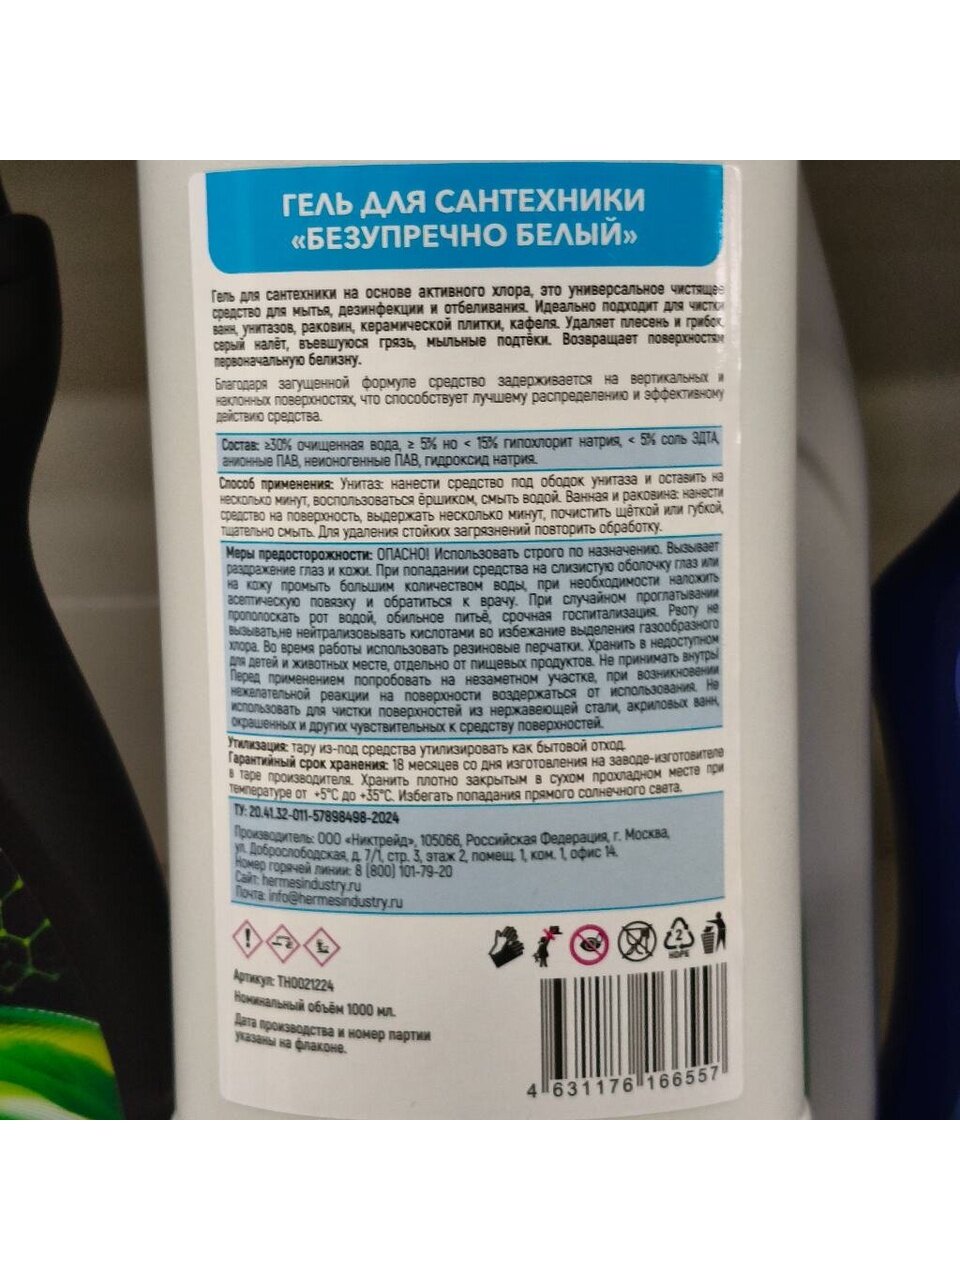 ГЕЛЬ ДЛЯ САНТЕХНИКИ
«БЕЗУПРЕЧНО БЕЛЫЙ»
Гель для сантехники на основе активного хлора, это универсальное чистящее
средство для мытья, дезинфекции и отбеливания. Идеально подходит для чистки
ванн, унитазов, раковин, керамической плитки, кафеля. Удаляет плесень и грибок,
серый налёт, въевшуюся грязь, мыльные подтёки. Возвращает поверхностям
первоначальную белизну.
Благодаря загущенной формуле средство задерживается на вертикальных и
наклонных поверхностях, что способствует лучшему распределению и эффективному
действию средства.
Состав: ≥30% очищенная вода, ≥ 5% но < 15% гипохлорит натрия, < 5% соль ЭДТА,
анионные ПАВ, неионогенные ПАВ, гидроксид натрия.
Способ применения: Унитаз: нанести средство под ободок унитаза и оставить на
несколько минут, воспользоваться ёршиком, смыть водой. Ванная и раковина: нанести
средство на поверхность, выдержать несколько минут, почистить щёткой или губкой,
тщательно смыть. Для удаления стойких загрязнений повторить обработку.
Меры предосторожности: ОПАСНО! Использовать строго по назначению. Вызывает
раздражение глаз и кожи. При попадании средства на слизистую оболочку глаз или
на кожу промыть большим количеством воды, при необходимости наложить
асептическую повязку и обратиться к врачу. При случайном проглатывании
прополоскать рот водой, обильное питьё, срочная госпитализация. Рвоту не
вызывать,не нейтрализовывать кислотами во избежание выделения газообразного
хлора. Во время работы использовать резиновые перчатки. Хранить в недоступном
для детей и животных месте, отдельно от пищевых продуктов. Не принимать внутрь
Перед применением попробовать на незаметном участке, при возникновении
нежелательной реакции на поверхности воздержаться от использования. Не
использовать для чистки поверхностей из нержавеющей стали, акриловых ванн,
окрашенных и других чувствительных к средству поверхностей.
Утилизация: тару из-под средства утилизировать как бытовой отход.
Гарантийный срок хранения: 18 месяцев со дня изготовления на заводе-изготовителе
в таре производителя. Хранить плотно закрытым в сухом прохладном месте при
температуре от +5°С до +35°С. Избегать попадания прямого солнечного света.
ТУ: 20.41.32-011-57898498-2024
Производитель: ООО «Никтрейд», 105066, Российская Федерация, г. Москва,
ул. Доброслободская, д. 7/1, стр. 3, этаж 2, помещ. 1, ком. 1, офис 14.
Номер горячей линии: 8 (800) 101-79-20
Сайт: hermesindustry.ru
Почта: info@hermesindustry.ru
2
HDPE
Артикул: TH0021224
Номинальный объём 1000 мл.
Дата производства и номер партии
указаны на флаконе.
4 631176 166557